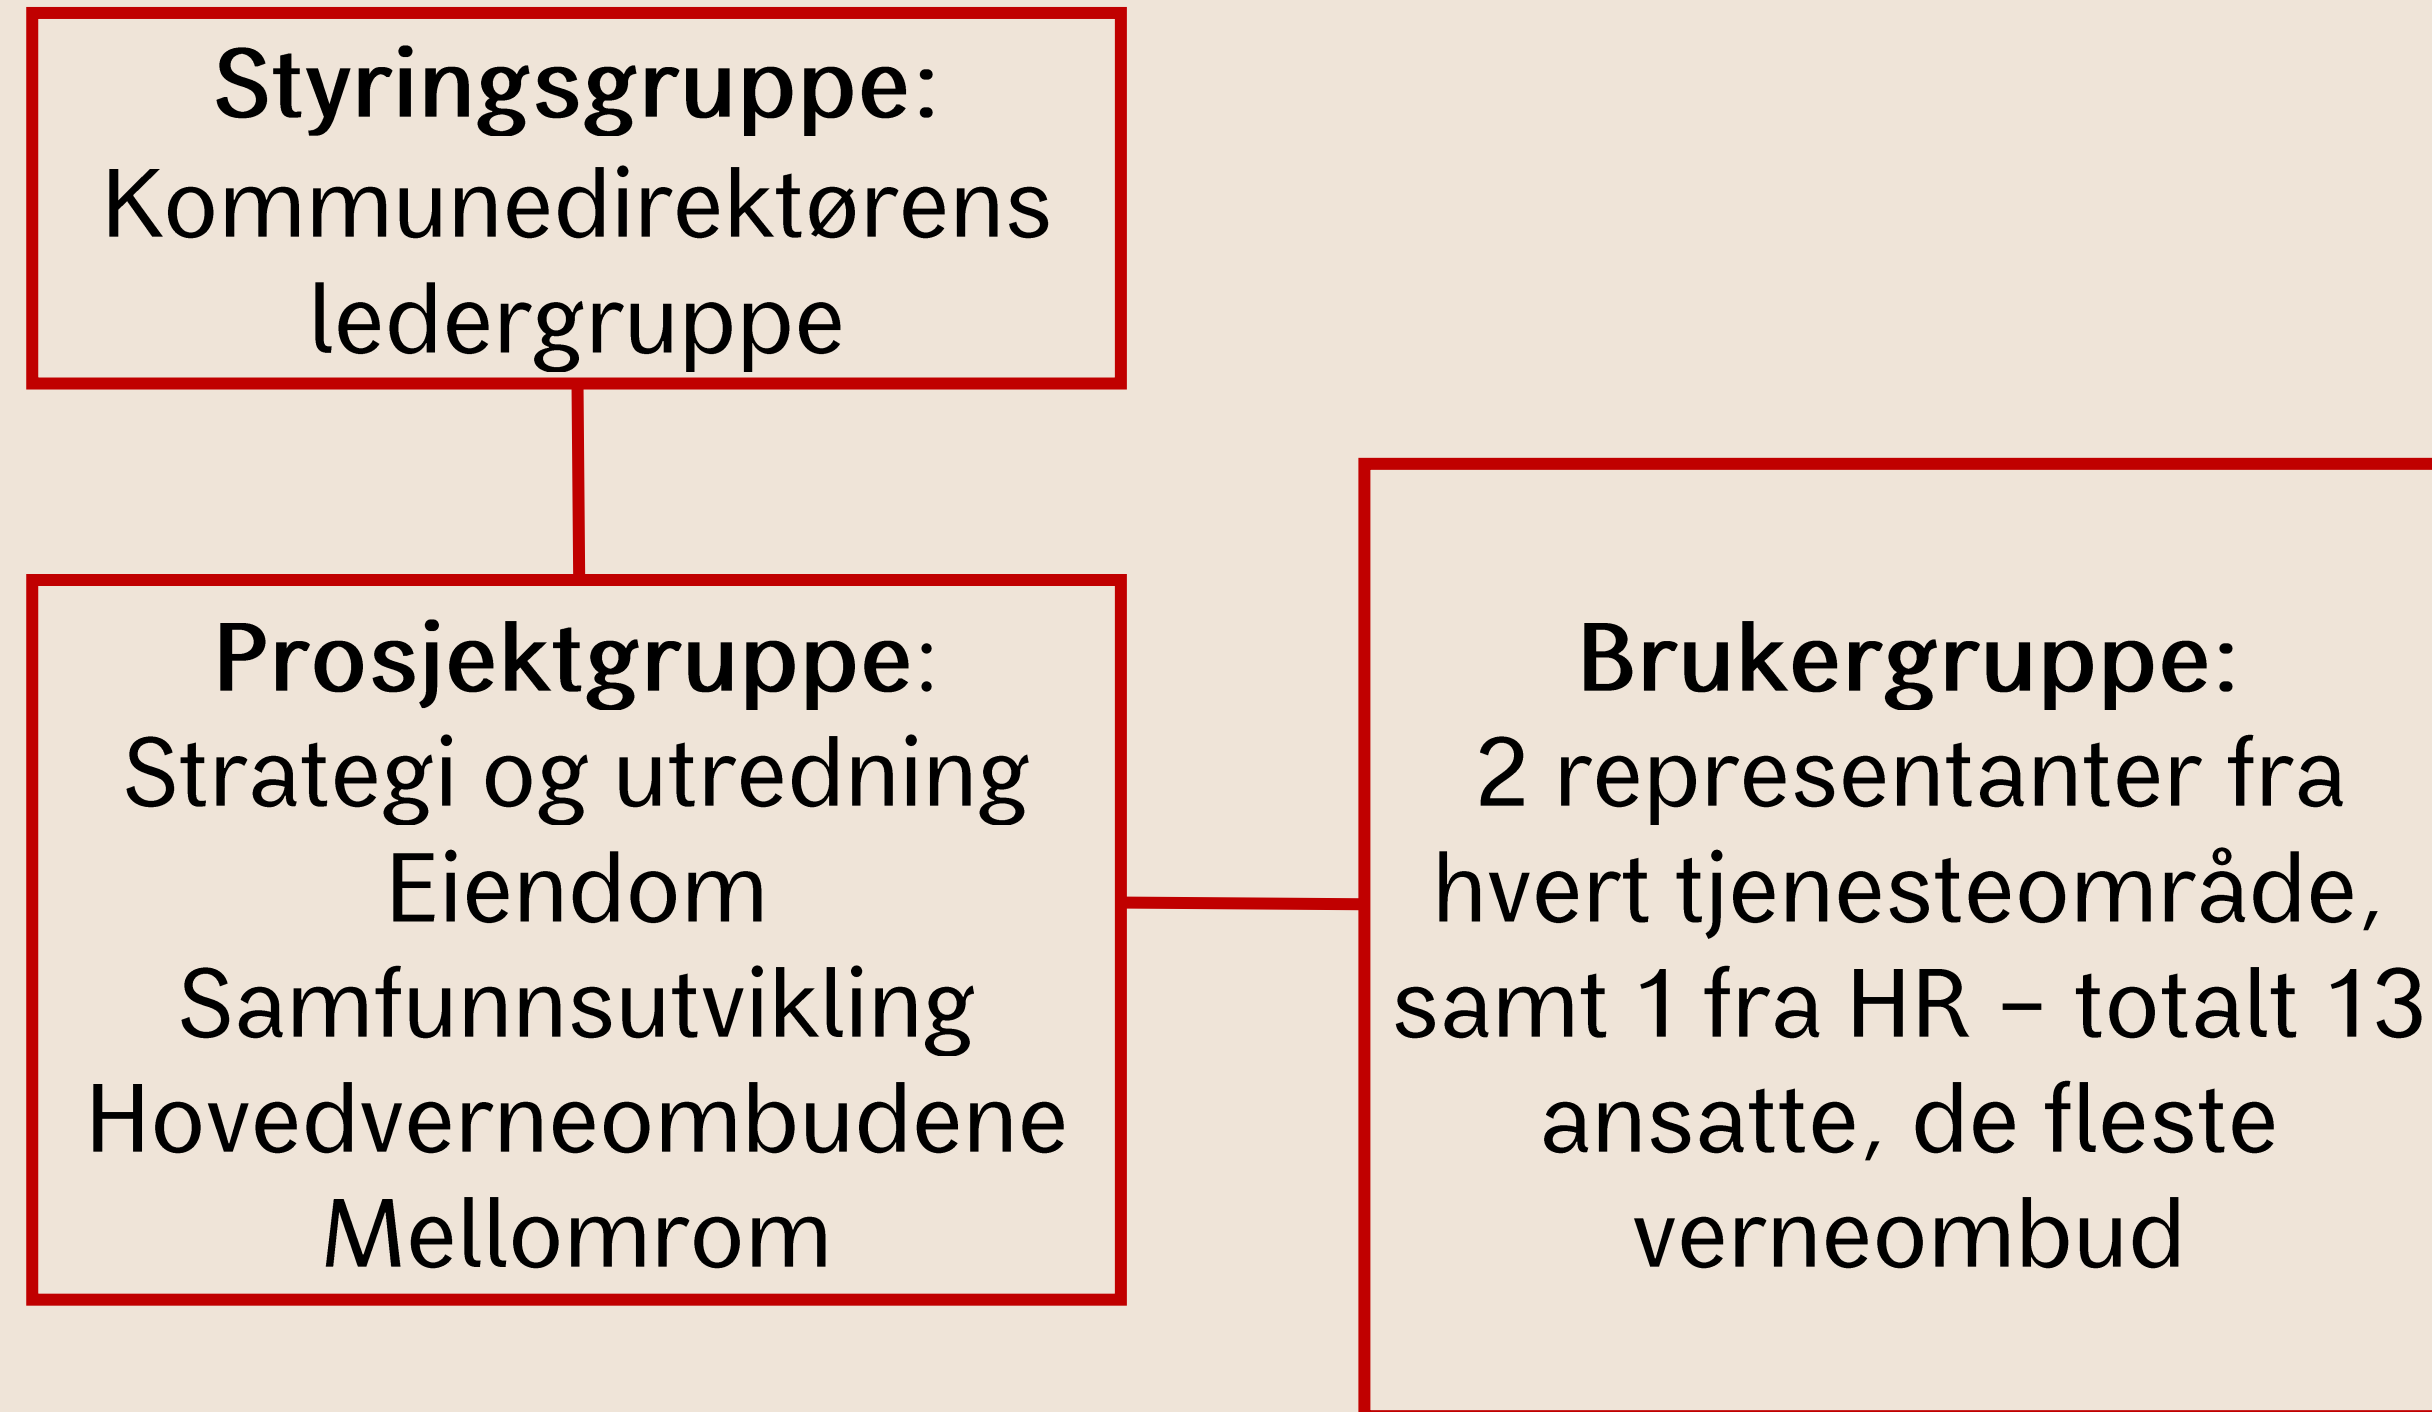 Styringsgruppe:
Kommunedirektørens
ledergruppe
Prosjektgruppe:
Strategi og utredning
Eiendom
Samfunnsutvikling
Hovedverneombudene
Mellomrom
Brukergruppe:
2 representanter fra
hvert tjenesteområde,
samt 1 fra HR – totalt 13
ansatte, de fleste
verneombud